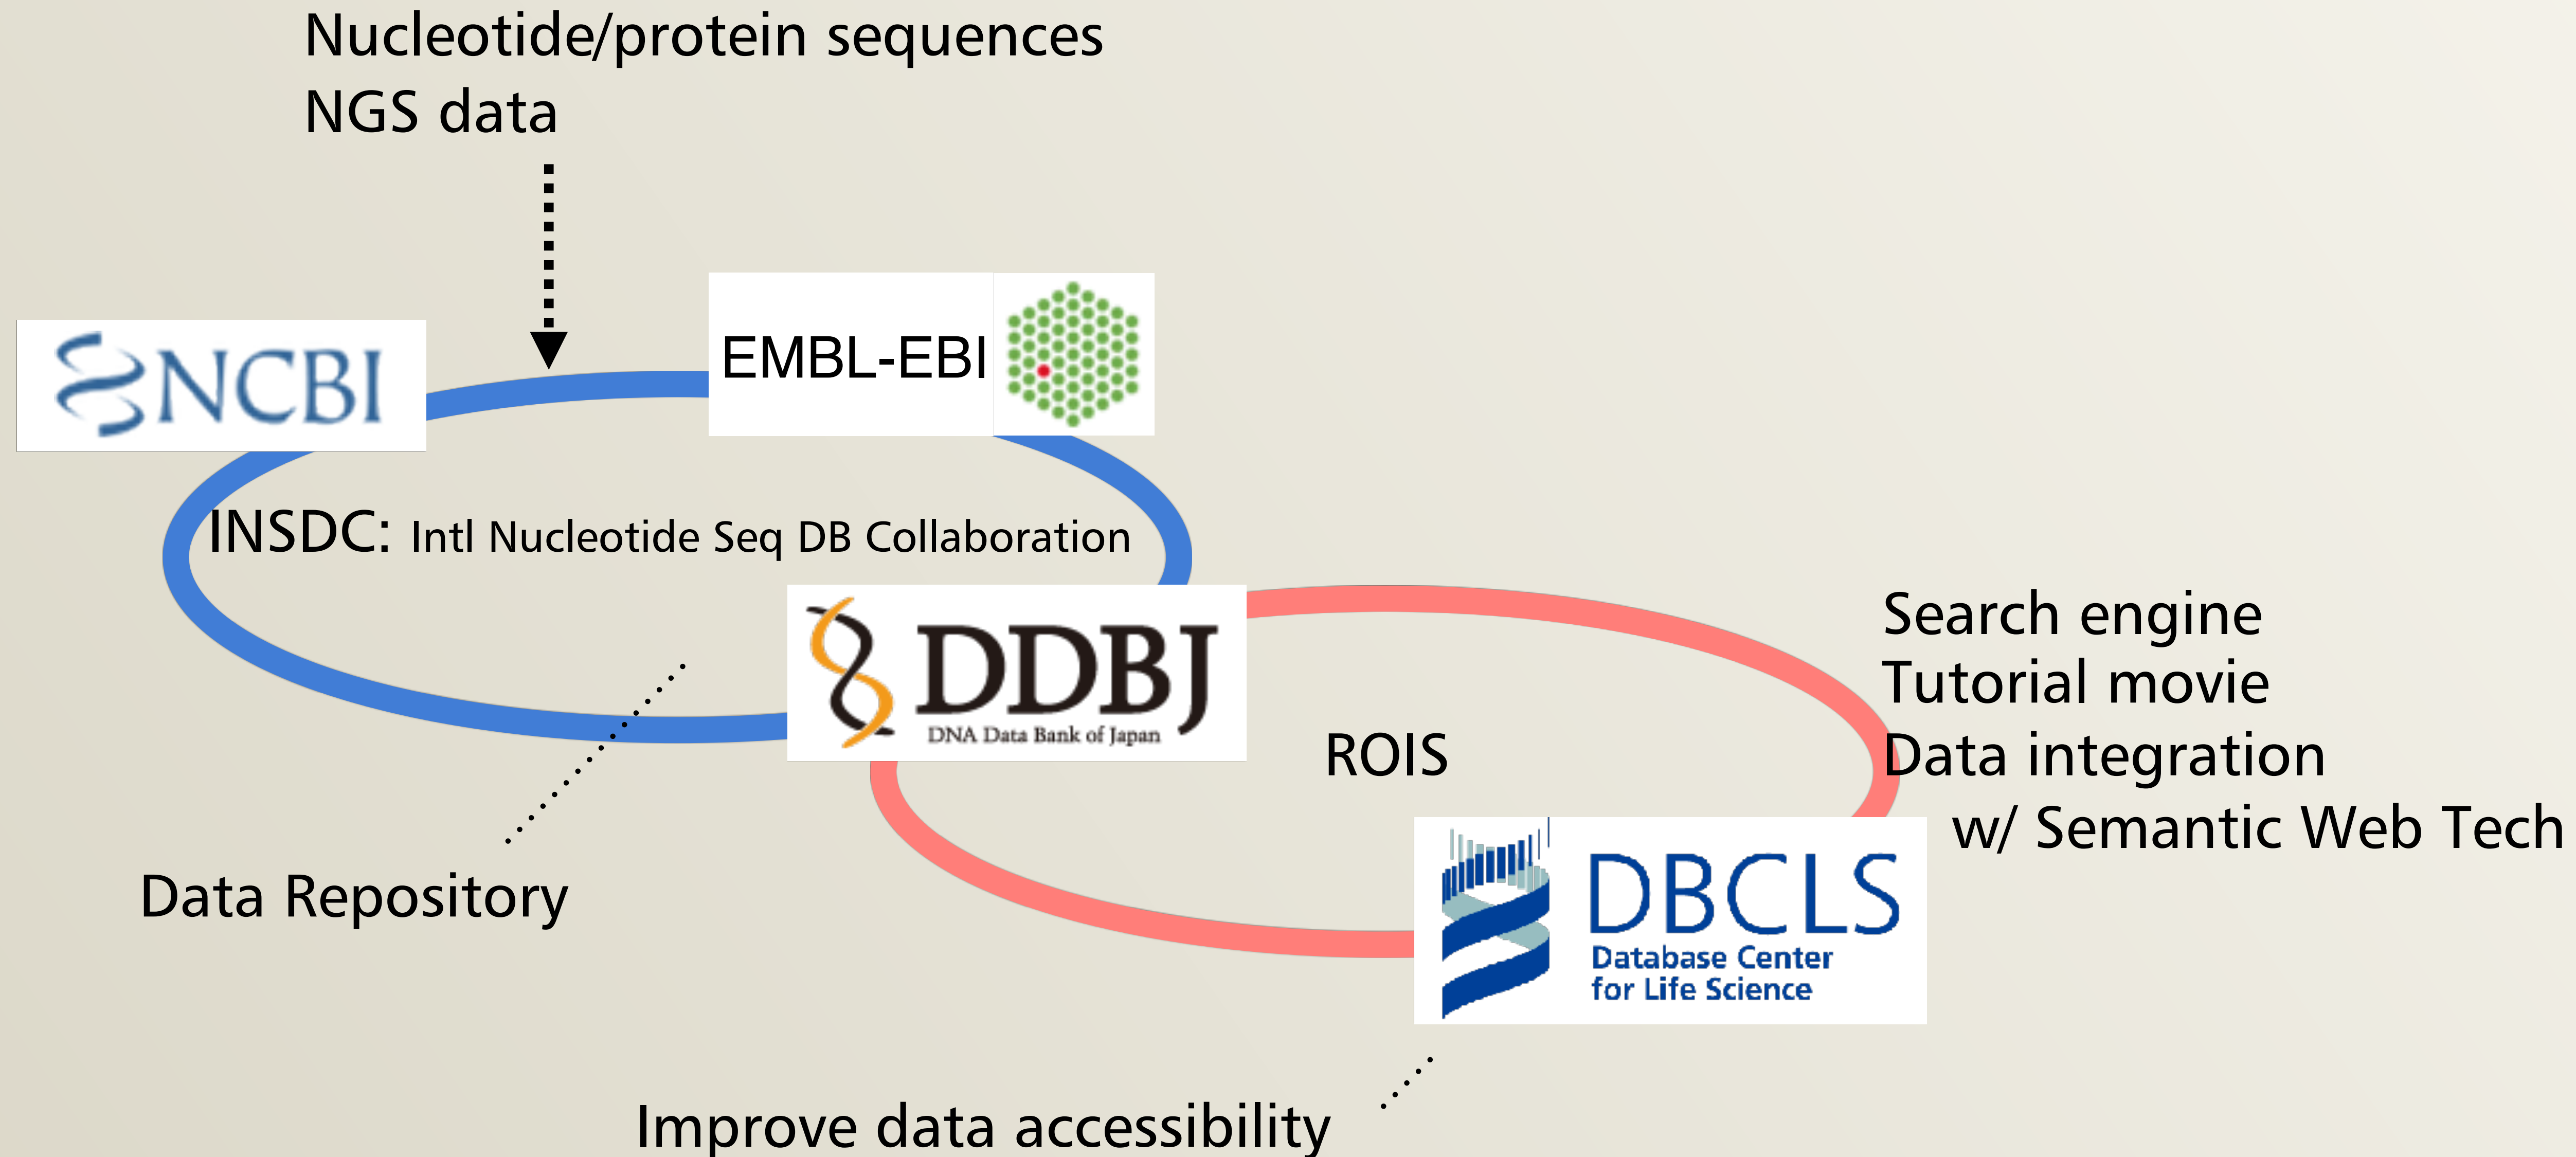 Nucleotide/protein sequences
NGS data
NCBI
EMBL-EBI
INSDC: Intl Nucleotide Seq DB Collaboration
DDBJ
DNA Data Bank of Japan
ROIS
Search engine
Tutorial movie
Data integration
w/ Semantic Web Tech
Data Repository
DBCLS
Database Center
for Life Science
Improve data accessibility